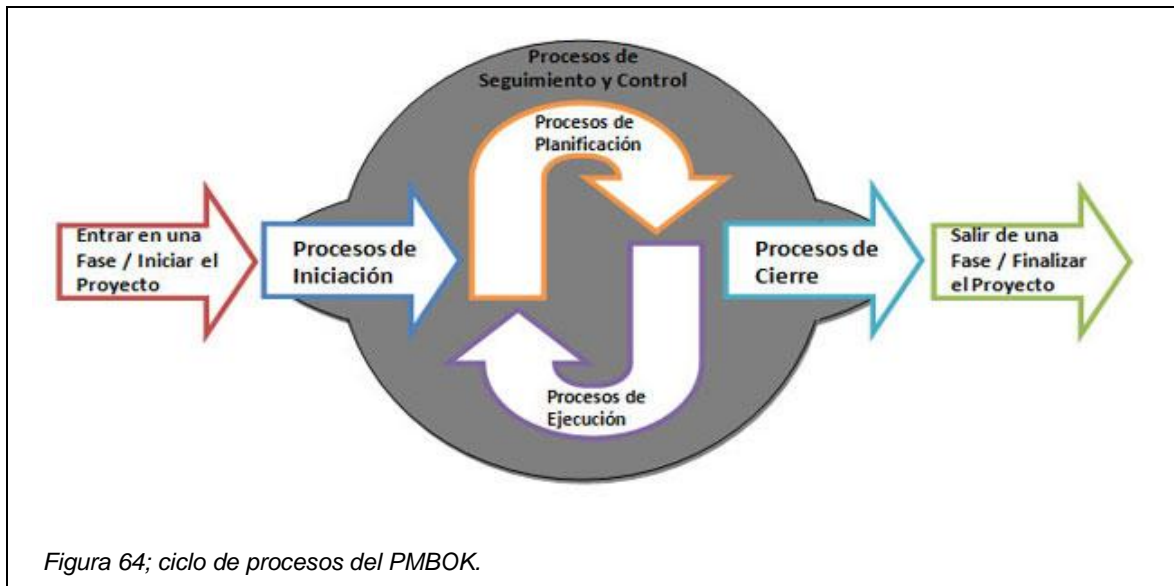 Procesos de
Seguimiento y Control
Procesos de
Planificación
Entrar en una
Fase / Iniciar el
Proyecto
Procesos de
Iniciación
Procesos de
Cierre
Salir de una
Fase / Finalizar
el Proyecto
Procesos de
Ejecución
Figura 64; ciclo de procesos del PMBOK.